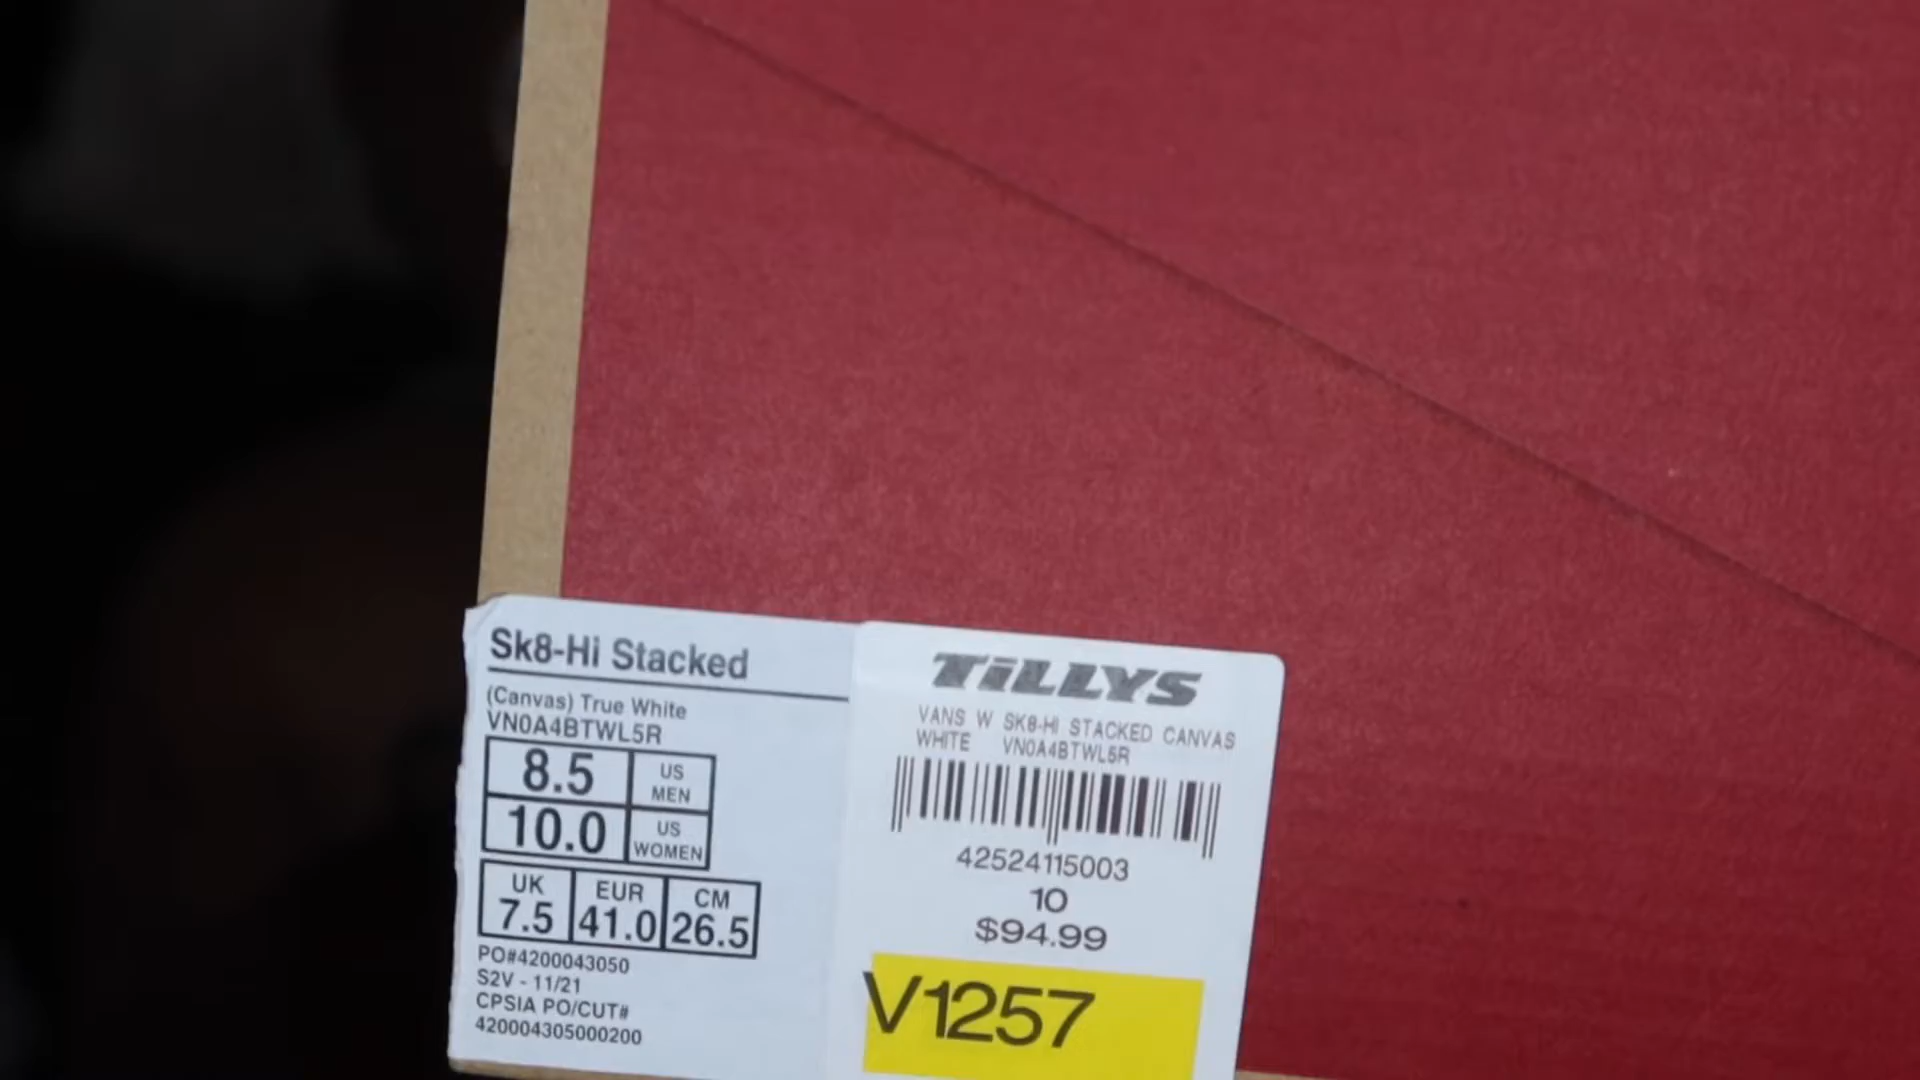 Sk8-Hi Stacked
(Canvas) True White
VN0A4BTWL5R
8.5 US MEN
10.0 US WOMEN
UK EUR CM
7.5 41.0 26.5
PO#4200043050
S2V - 11/21
CPSIA PO/CUT#
420004305000200
TiLLYS
VANS W SK8-HI STACKED CANVAS
WHITE VN0A4BTWL5R
42524115003
10
$94.99
V1257